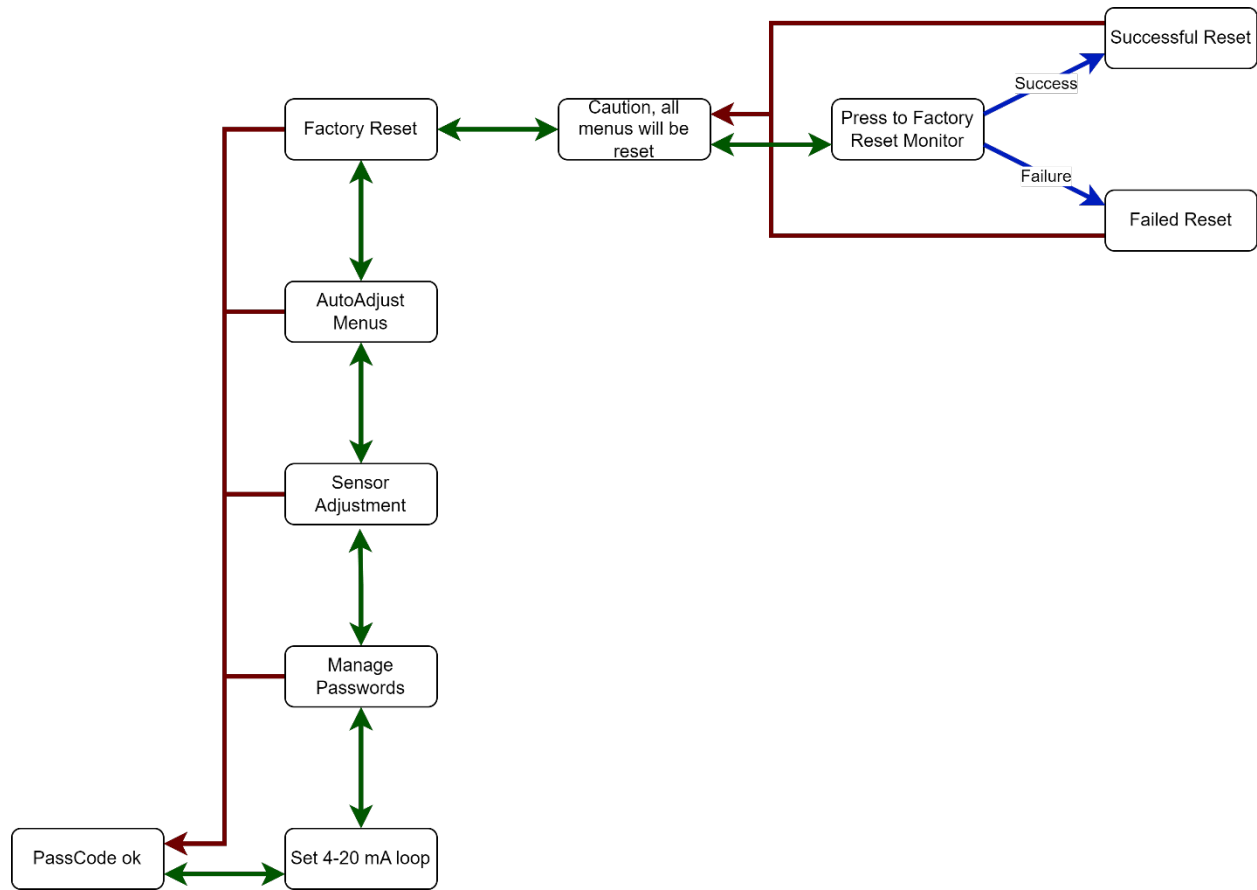 Successful Reset
Success
Factory Reset
Caution, all
menus will be
reset
Press to Factory
Reset Monitor
Failure
Failed Reset
AutoAdjust
Menus
Sensor
Adjustment
Manage
Passwords
PassCode ok
Set 4-20 mA loop